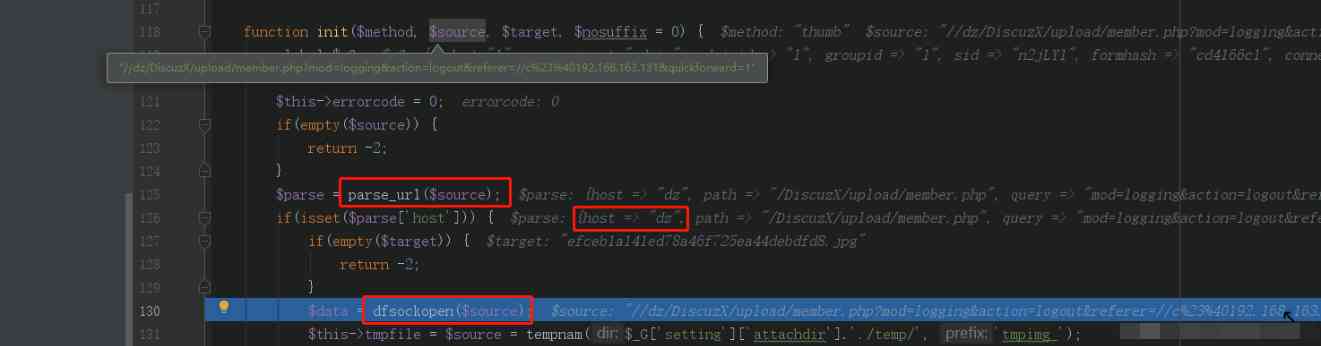 117
118 function init($method, $source, $target, $nosuffix = 0) { $method: "thumb" $source: "//dz/DiscuzX/upload/member.php?mod=logging&acti
"1", groupid => "1", sid => "n2jLYl", formhash => "cd4166c1", conne
"//dz/DiscuzX/upload/member.php?mod=logging&action=logout&referer=//c%23%40192.168.163.131&quickforward=1"
121 $this->errorcode = 0; errorcode: 0
122 if(empty($source)) {
123 return -2;
124 }
125 $parse = parse_url($source); $parse: {host => "dz", path => "/DiscuzX/upload/member.php", query => "mod=logging&action=logout&ref
126 if(isset($parse['host'])) { $parse: {host => "dz", path => "/DiscuzX/upload/member.php", query => "mod=logging&action=logout&refe
127 if(empty($target)) { $target: "efceb1a141ed78a46f725ea44debdfd8.jpg"
128 return -2;
129 }
130 $data = dfsockopen($source); $source: "//dz/DiscuzX/upload/member.php?mod=logging&action=logout&referer=//c%23%40192.168.163.
131 $this->tmpfile = $source = tempnam( dir: $_G['setting']['attachdir'].'./temp/', prefix: 'tmpimg_');